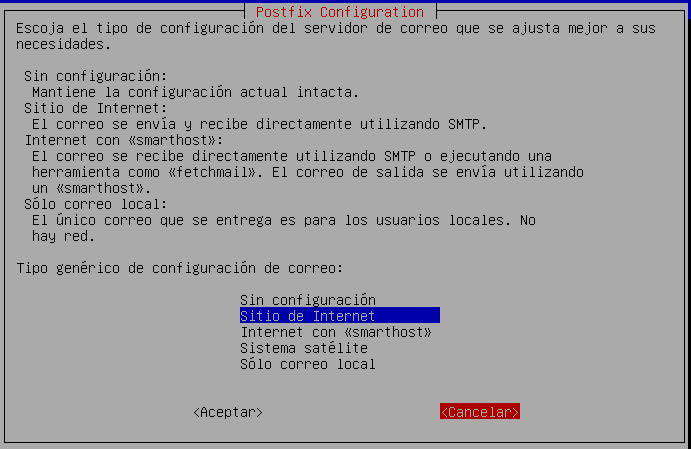 Postfix Configuration
Escoja el tipo de configuración del servidor de correo que se ajusta mejor a sus
necesidades.
Sin configuración:
Mantiene la configuración actual intacta.
Sitio de Internet:
El correo se envía y recibe directamente utilizando SMTP.
Internet con «smarthost»:
El correo se recibe directamente utilizando SMTP o ejecutando una
herramienta como «fetchmail». El correo de salida se envía utilizando
un «smarthost».
Sólo correo local:
El único correo que se entrega es para los usuarios locales. No
hay red.
Tipo genérico de configuración de correo:
Sin configuración
Sitio de Internet
Internet con «smarthost»
Sistema satélite
Sólo correo local
<Aceptar> <Cancelar>